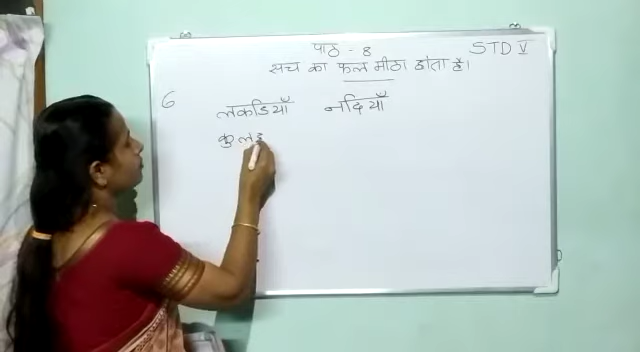 पाठ - 8 STD V
सच का फल मीठा होता है।
6 लकडियाँ नदियाँ
कुल्ह